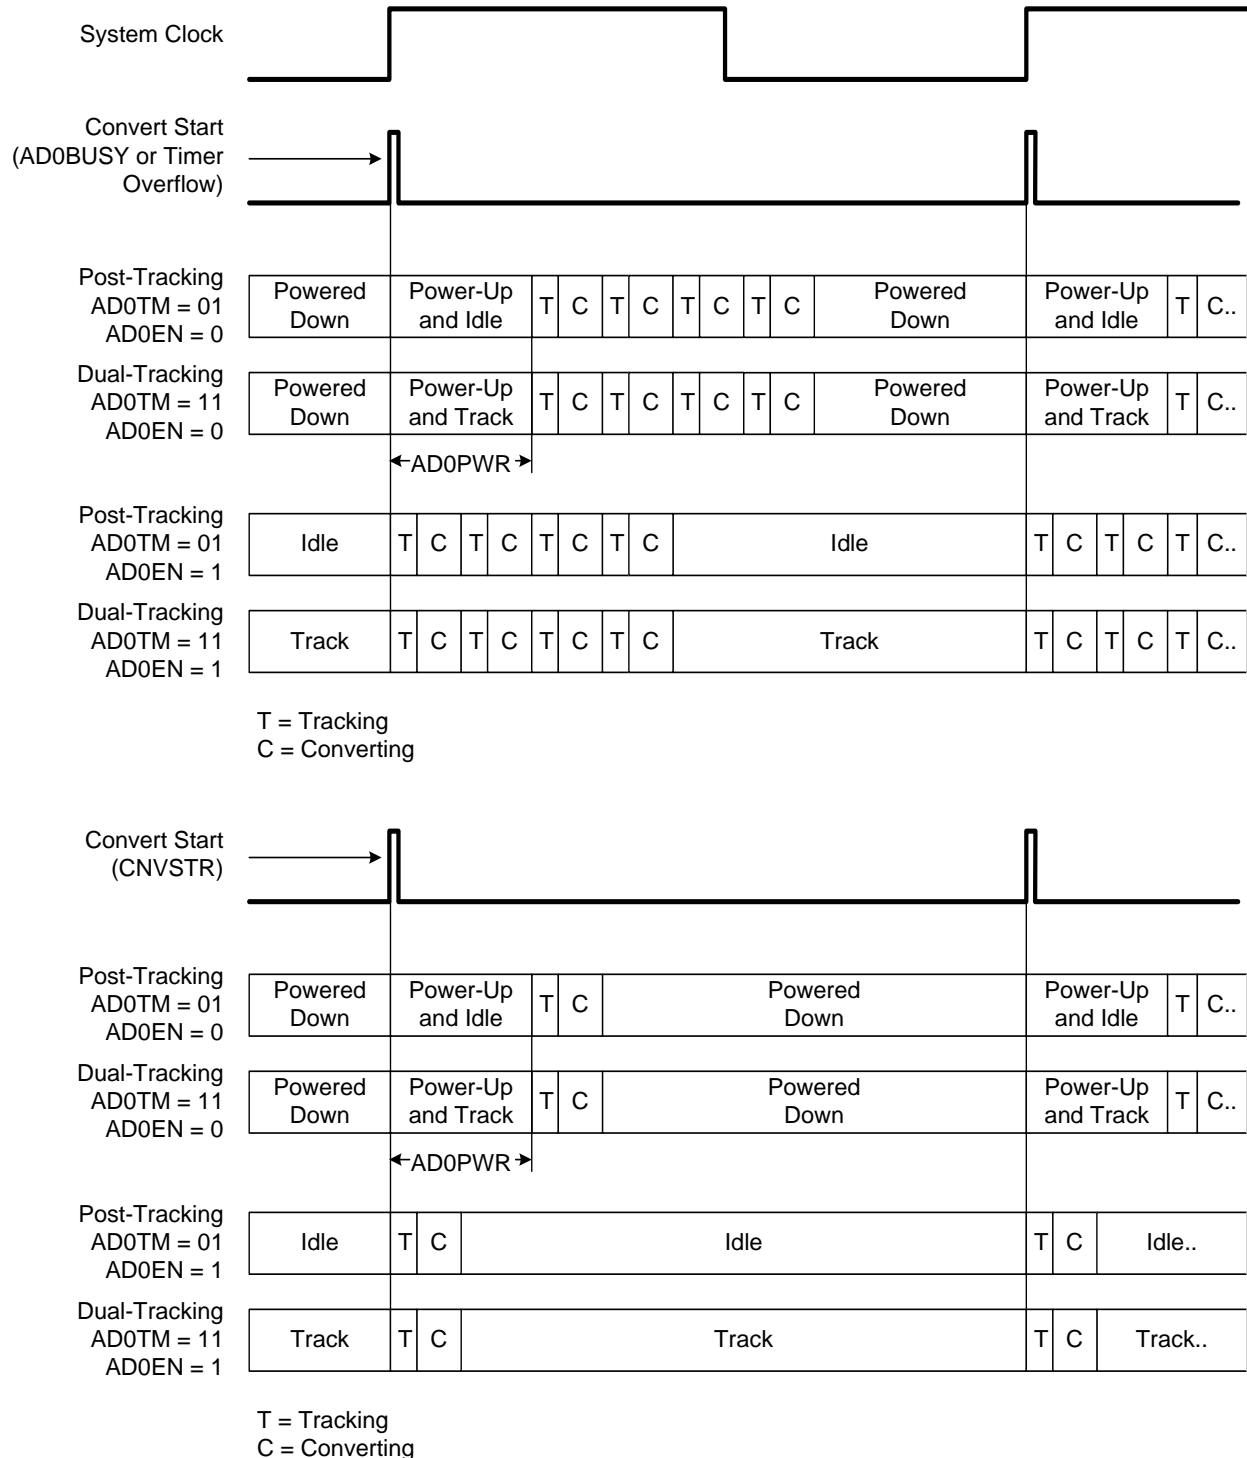 System Clock
Convert Start
(AD0BUSY or Timer
Overflow)
Post-Tracking
AD0TM = 01
AD0EN = 0
Powered
Down
Power-Up
and Idle
T C T C T C T C
Powered
Down
Power-Up
and Idle
T C..
Dual-Tracking
AD0TM = 11
AD0EN = 0
Powered
Down
Power-Up
and Track
T C T C T C T C
Powered
Down
Power-Up
and Track
T C..
AD0PWR
Post-Tracking
AD0TM = 01
AD0EN = 1
Idle T C T C T C T C Idle T C T C T C..
Dual-Tracking
AD0TM = 11
AD0EN = 1
Track T C T C T C T C Track T C T C T C..
T = Tracking
C = Converting
Convert Start
(CNVSTR)
Post-Tracking
AD0TM = 01
AD0EN = 0
Powered
Down
Power-Up
and Idle
T C
Powered
Down
Power-Up
and Idle
T C..
Dual-Tracking
AD0TM = 11
AD0EN = 0
Powered
Down
Power-Up
and Track
T C
Powered
Down
Power-Up
and Track
T C..
AD0PWR
Post-Tracking
AD0TM = 01
AD0EN = 1
Idle T C Idle T C Idle..
Dual-Tracking
AD0TM = 11
AD0EN = 1
Track T C Track T C Track..
T = Tracking
C = Converting